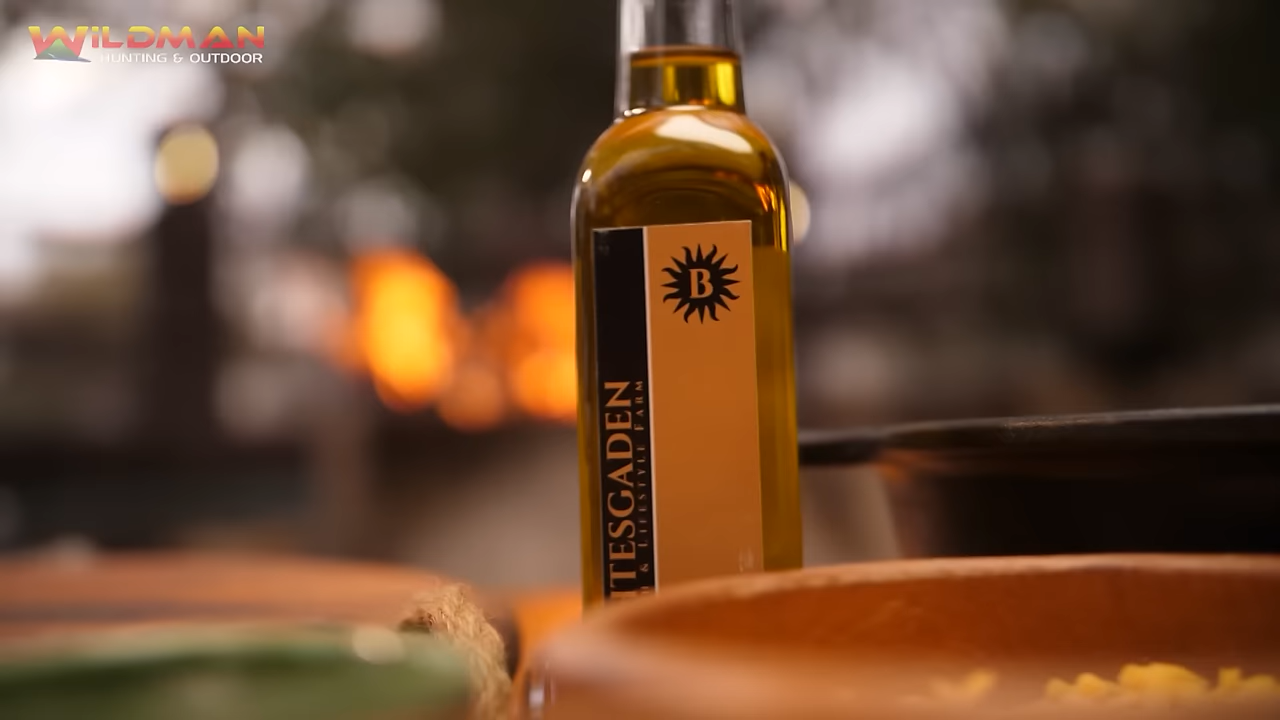 WILDMAN
HUNTING & OUTDOOR
B
TESGADEN
& LIFESTYLE FARM